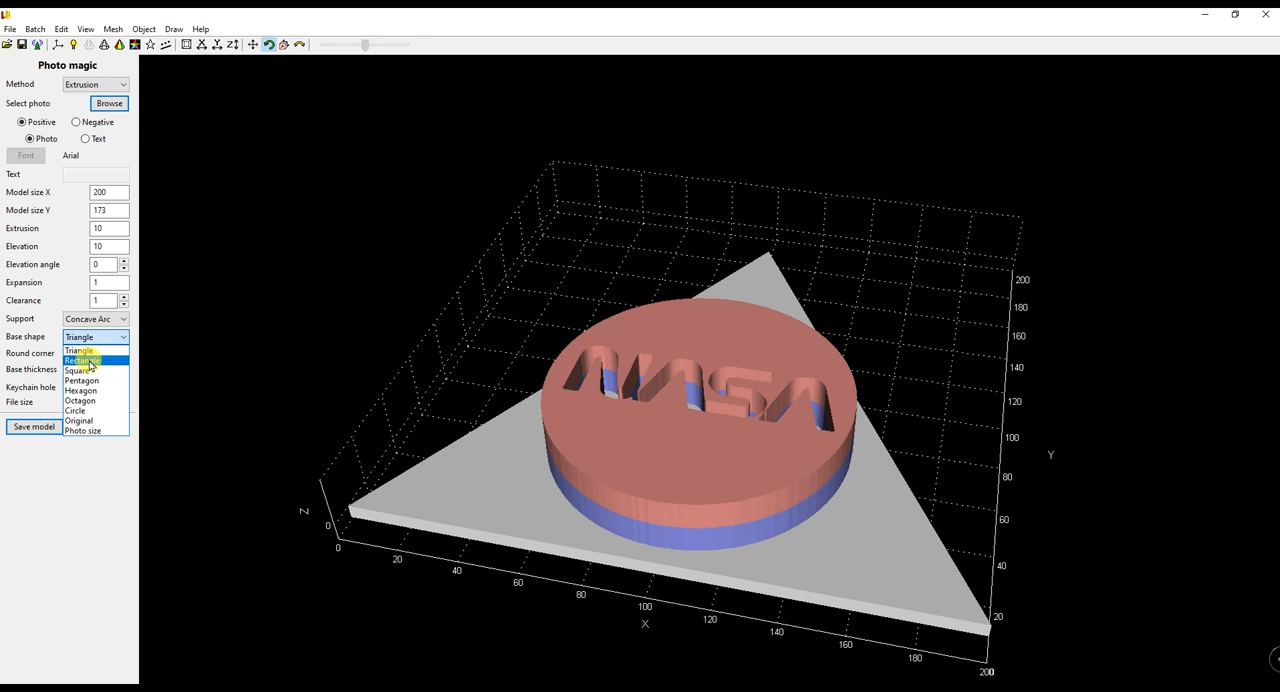 File Batch Edit View Mesh Object Draw Help
Photo magic
Method Extrusion
Select photo Browse
Positive Negative
Photo Text
Font Arial
Text
Model size X 200
Model size Y 173
Extrusion 10
Elevation 10
Elevation angle 0
Expansion 1
Clearance 1
Support Concave Arc
Base shape Triangle
Triangle
Round corner
Rectangle
Base thickness
Square
Pentagon
Keychain hole
Hexagon
File size
Octagon
Circle
Original
Save model
Photo size
NASA
Z
0
0
20
40
60
80
100
120
140
160
180
200
X
200
180
160
140
120
100
80
60
40
20
0
Y